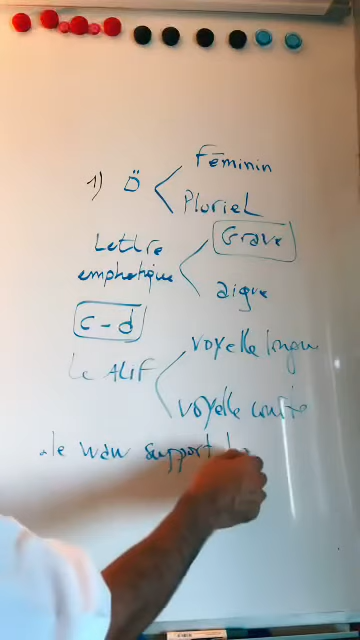 Féminin
1) Ö
Pluriel
Lettre emphatique
Grave
aigue
c - d
Le ALIF
voyelle longue
voyelle courte
le waw support